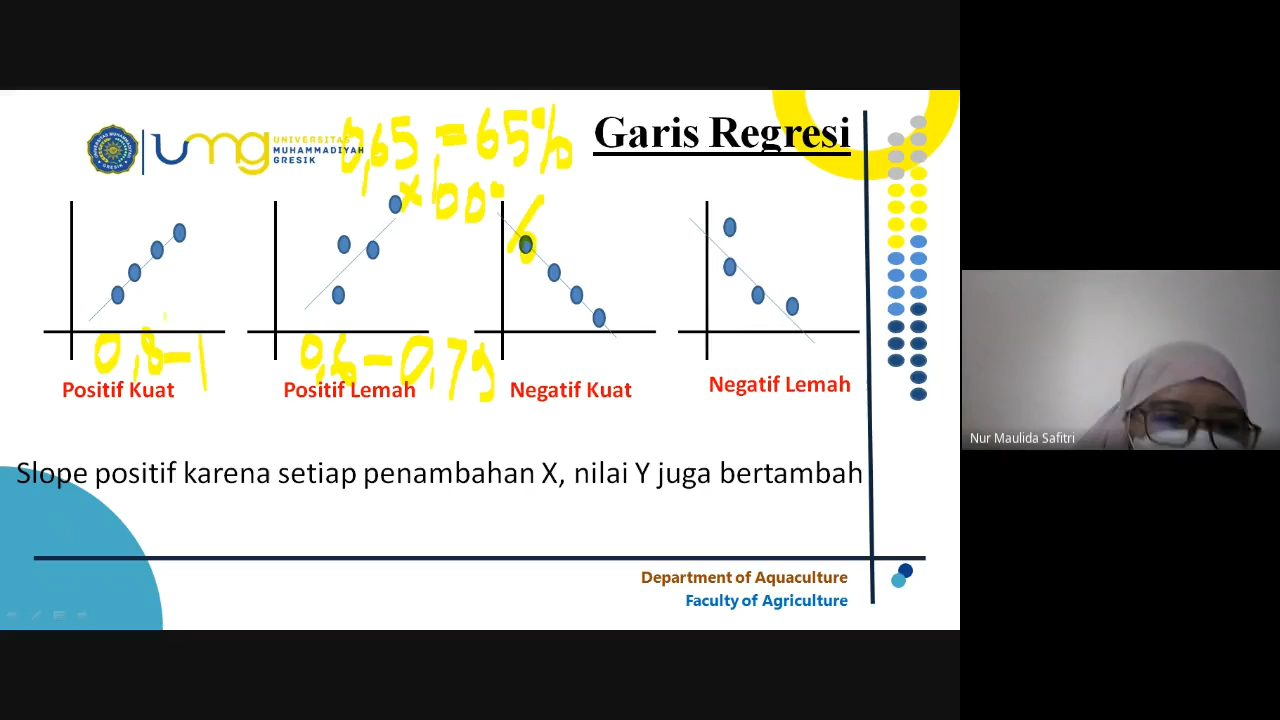 Garis Regresi
umg
UNIVERSITAS
MUHAMMADIYAH
GRESIK
0,65 = 65%
x 100%
0,8 - 1
0,6 - 0,79
Positif Kuat
Positif Lemah
Negatif Kuat
Negatif Lemah
Slope positif karena setiap penambahan X, nilai Y juga bertambah
Department of Aquaculture
Faculty of Agriculture
Nur Maulida Safitri